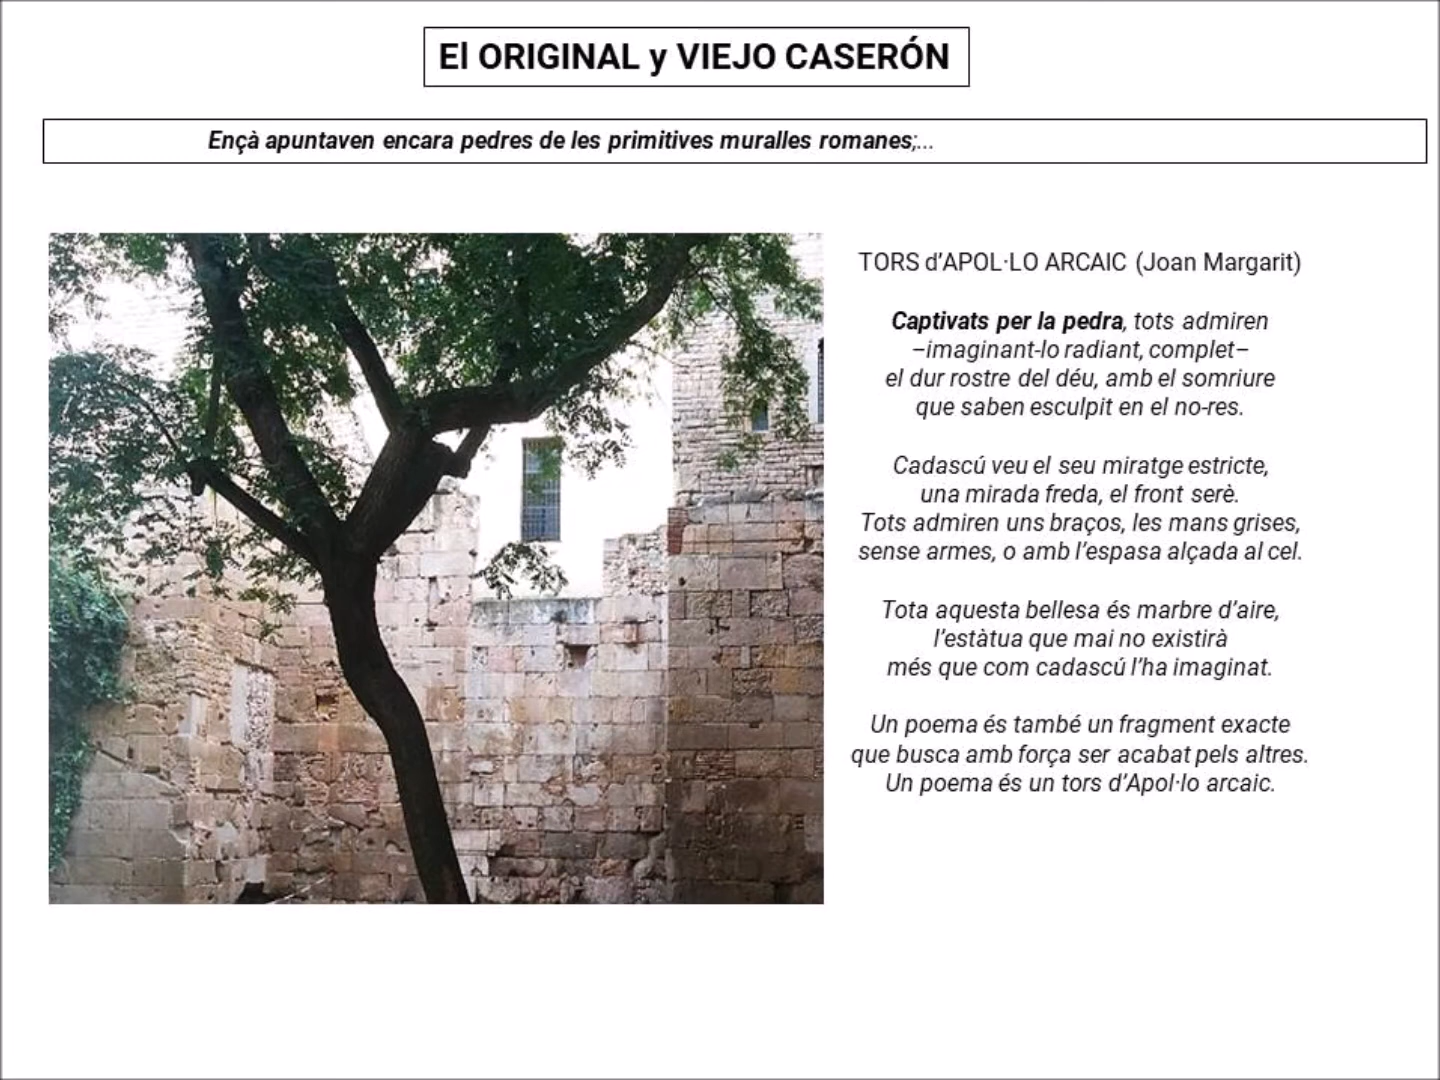 El ORIGINAL y VIEJO CASERÓN
Ençà apuntaven encara pedres de les primitives muralles romanes;...
TORS d’APOL·LO ARCAIC (Joan Margarit)
Captivats per la pedra, tots admiren
–imaginant-lo radiant, complet–
el dur rostre del déu, amb el somriure
que saben esculpit en el no-res.
Cadascú veu el seu miratge estricte,
una mirada freda, el front serè.
Tots admiren uns braços, les mans grises,
sense armes, o amb l’espasa alçada al cel.
Tota aquesta bellesa és marbre d’aire,
l’estàtua que mai no existirà
més que com cadascú l’ha imaginat.
Un poema és també un fragment exacte
que busca amb força ser acabat pels altres.
Un poema és un tors d’Apol·lo arcaic.